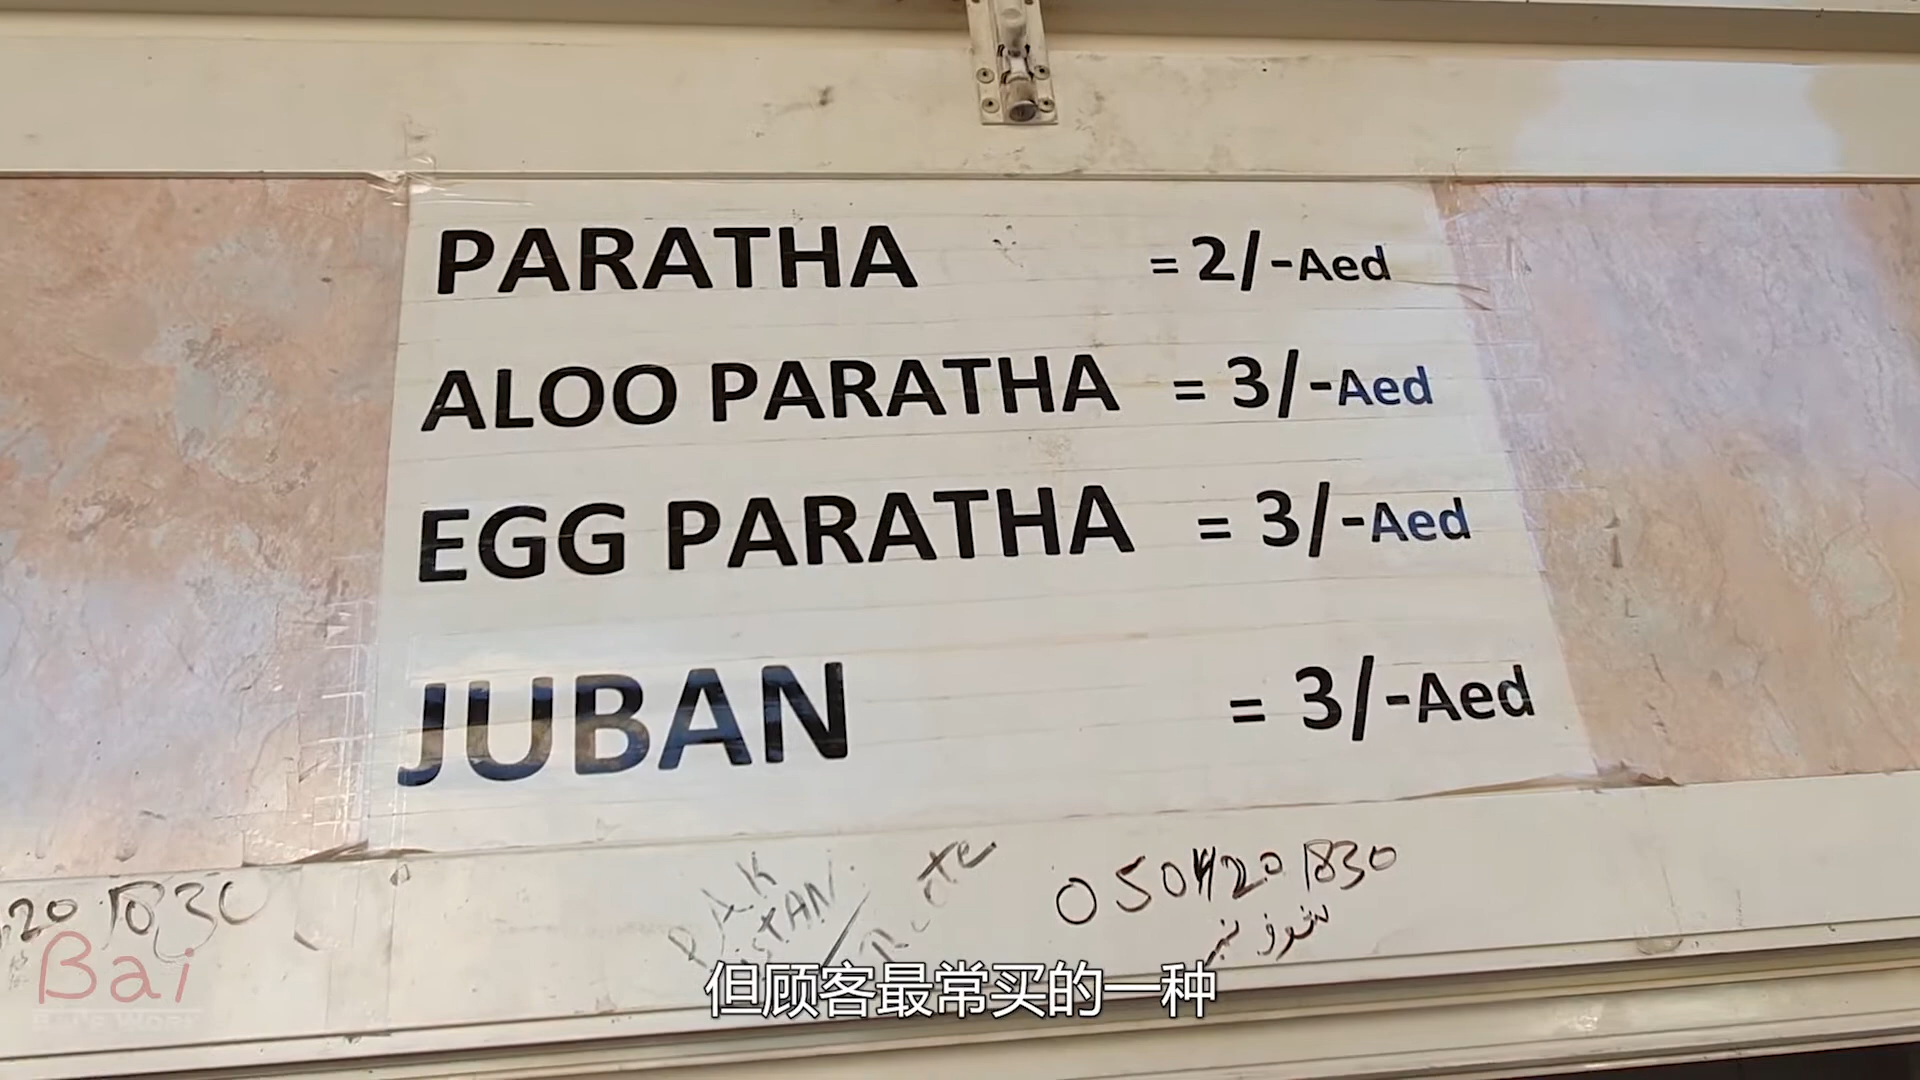 PARATHA = 2/-Aed
ALOO PARATHA = 3/-Aed
EGG PARATHA = 3/-Aed
JUBAN = 3/-Aed
PAK
0504201830
Bai
但顾客最常买的一种